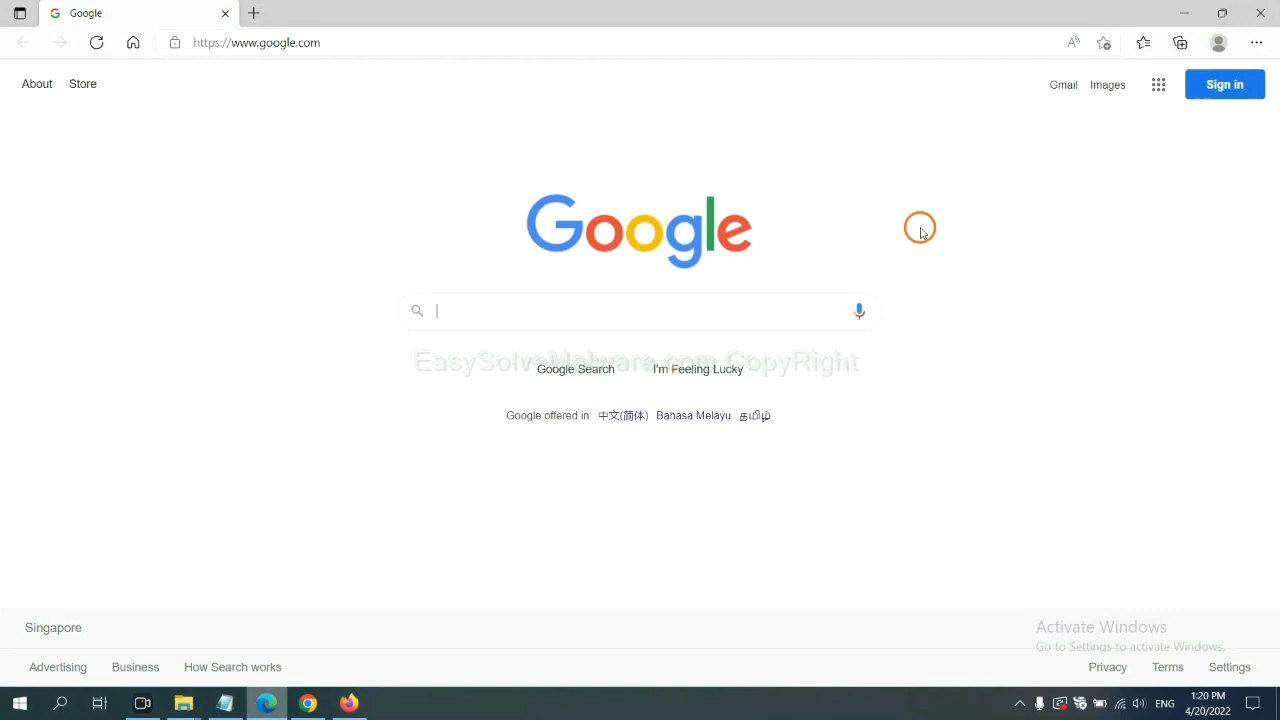 Google
https://www.google.com
About Store
Gmail Images Sign in
Google
EasySolveMalware.com CopyRight
Google Search I'm Feeling Lucky
Google offered in: 中文(简体) Bahasa Melayu தமிழ்
Singapore
Activate Windows
Go to Settings to activate Windows.
Advertising Business How Search works
Privacy Terms Settings
ENG
1:20 PM
4/20/2022